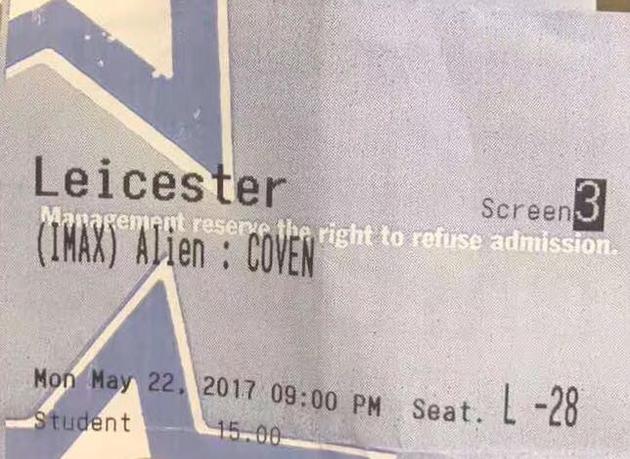 Leicester
Screen 3
Management reserve the right to refuse admission.
(IMAX) Alien : COVEN
Mon May 22, 2017 09:00 PM Seat. L -28
Student 15.00